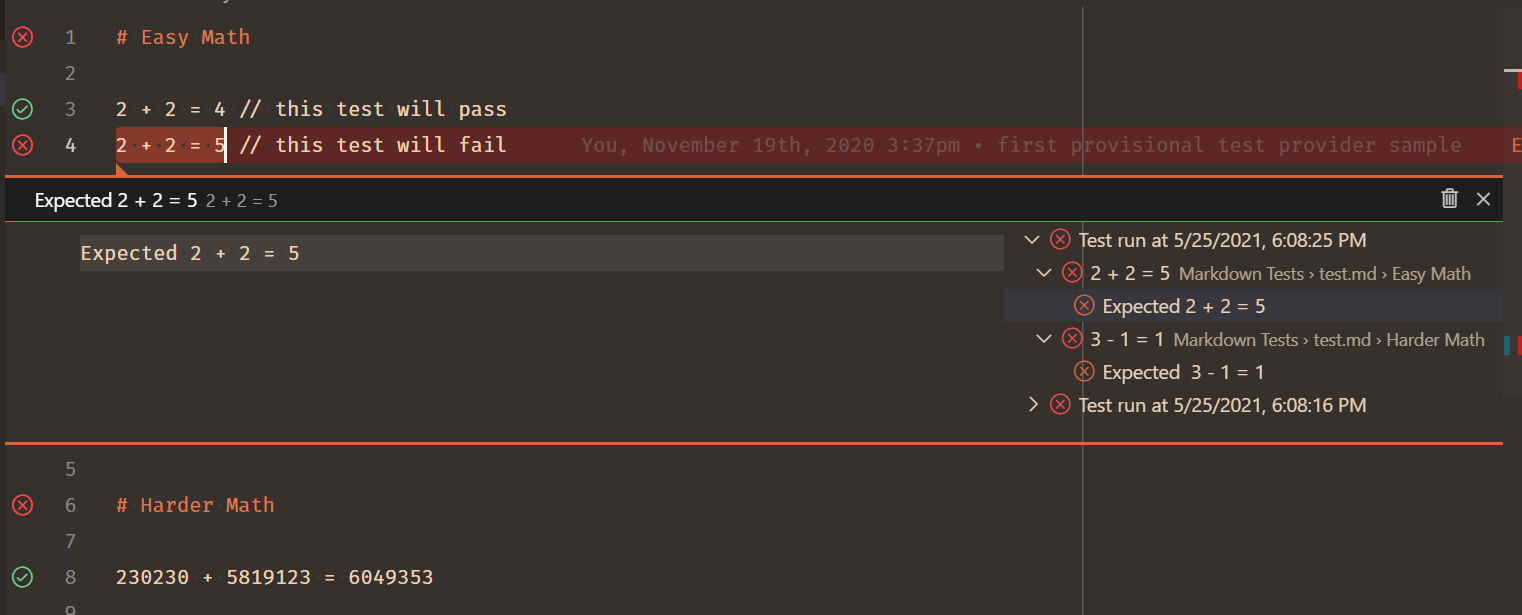 1 # Easy Math
2
3 2 + 2 = 4 // this test will pass
4 2 + 2 = 5 // this test will fail You, November 19th, 2020 3:37pm • first provisional test provider sample E
Expected 2 + 2 = 5 2 + 2 = 5
Expected 2 + 2 = 5
Test run at 5/25/2021, 6:08:25 PM
2 + 2 = 5 Markdown Tests › test.md › Easy Math
Expected 2 + 2 = 5
3 - 1 = 1 Markdown Tests › test.md › Harder Math
Expected  3 - 1 = 1
Test run at 5/25/2021, 6:08:16 PM
5
6 # Harder Math
7
8 230230 + 5819123 = 6049353
9